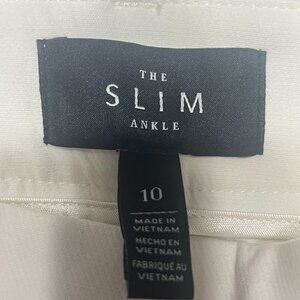 THE
SLIM
ANKLE
10
MADE IN
VIETNAM
HECHO EN
VIETNAM
FABRIQUÉ AU
VIETNAM